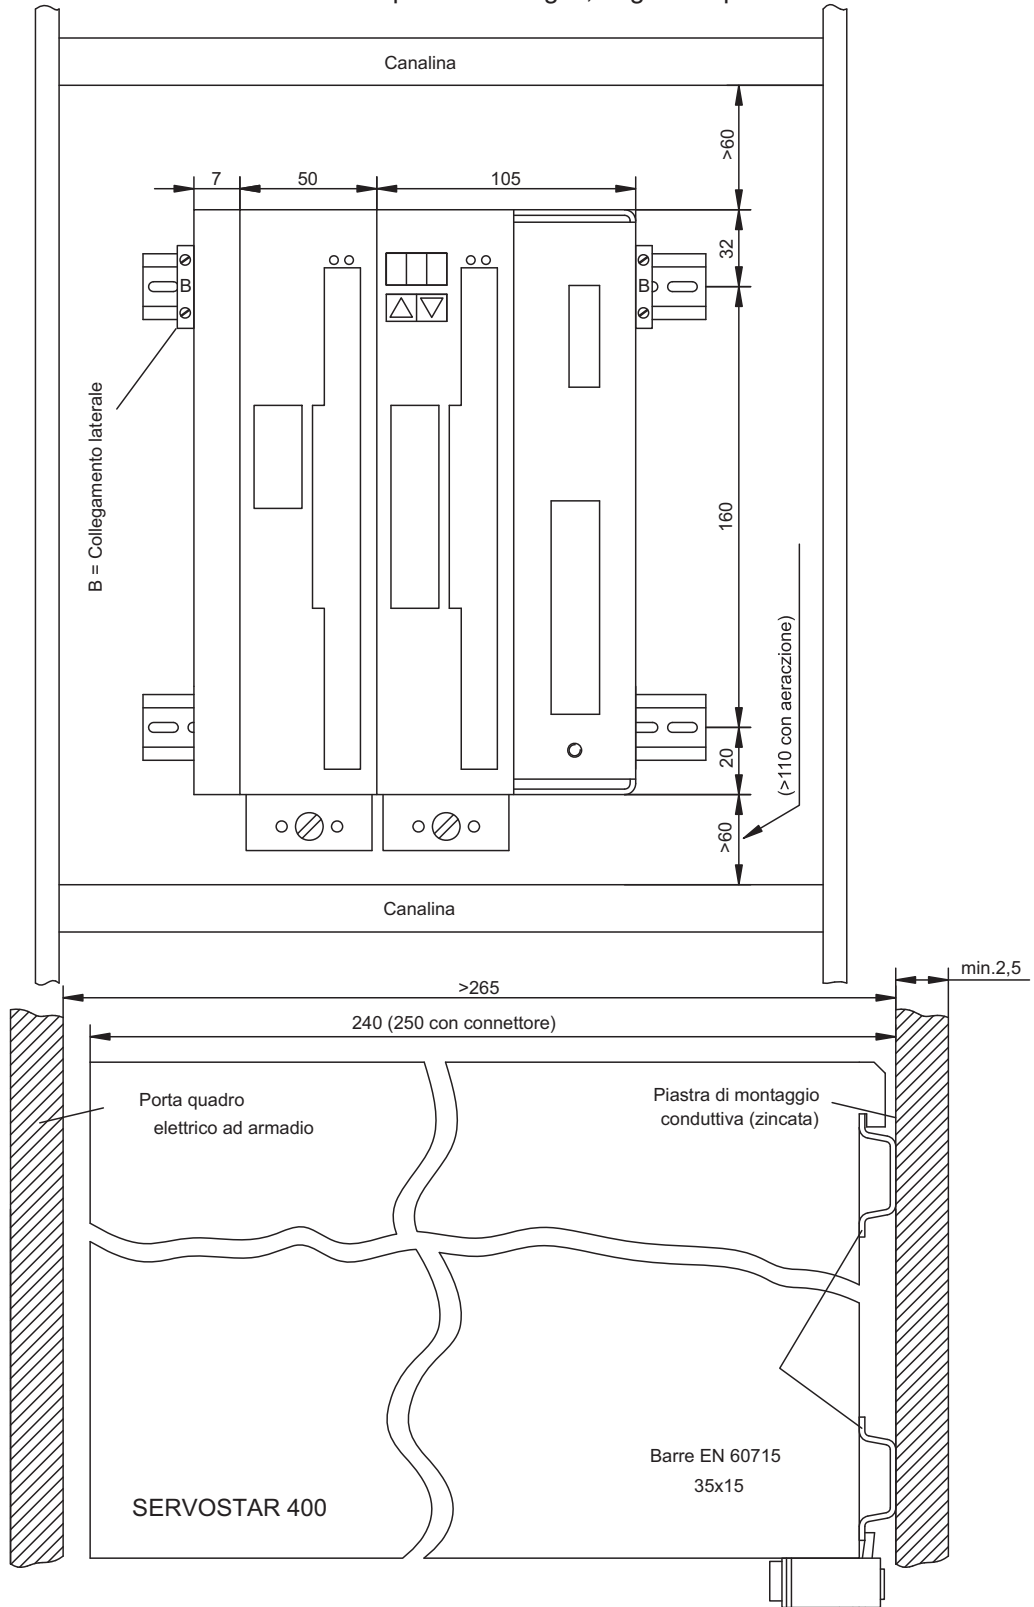 Canalina
>60
7
50
105
32
B
B
B = Collegamento laterale
160
(>110 con aeraczione)
20
>60
Canalina
min.2,5
>265
240 (250 con connettore)
Porta quadro
elettrico ad armadio
Piastra di montaggio
conduttiva (zincata)
Barre EN 60715
35x15
SERVOSTAR 400